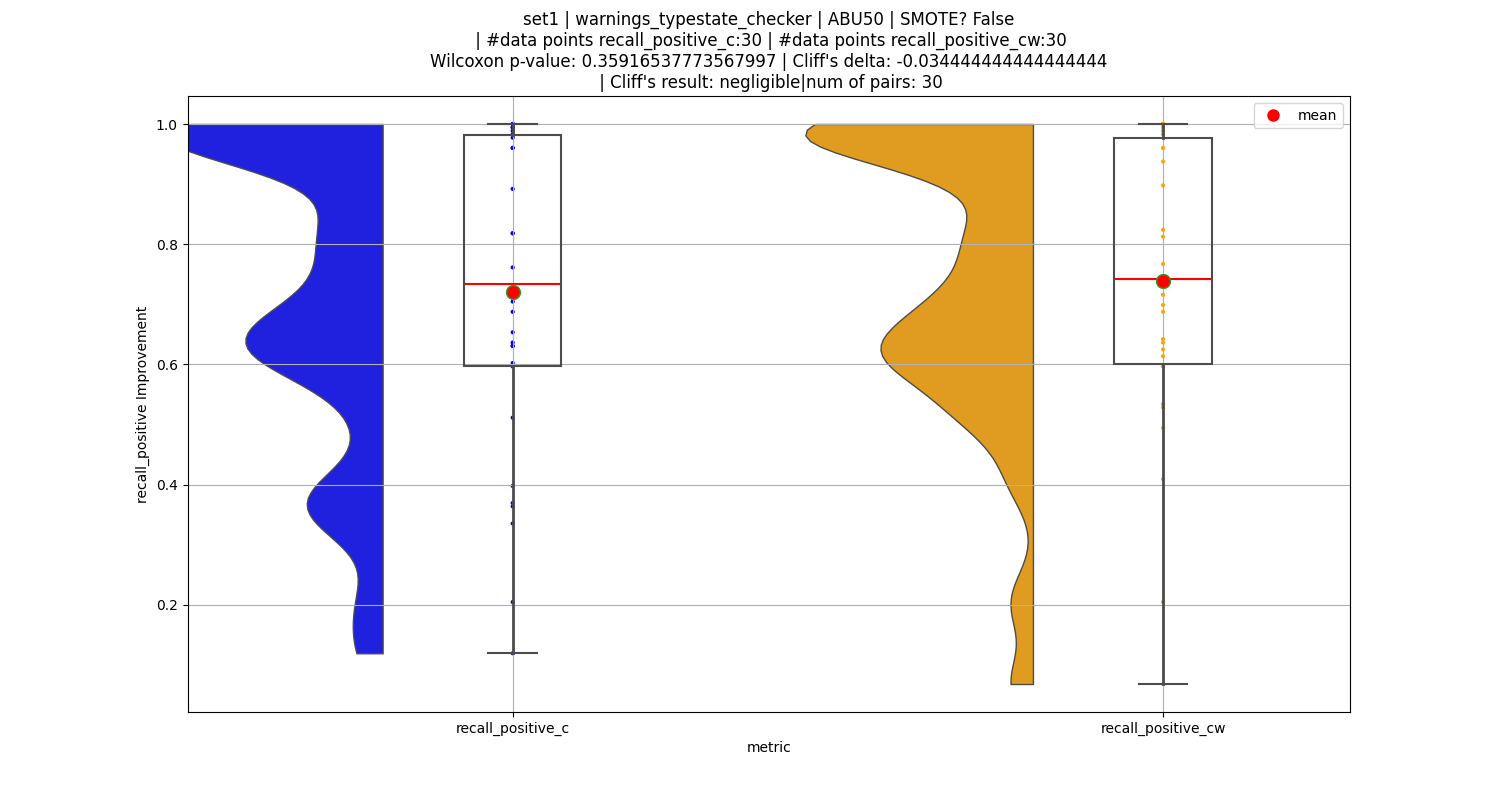 set1 | warnings_typestate_checker | ABU50 | SMOTE? False
| #data points recall_positive_c:30 | #data points recall_positive_cw:30
Wilcoxon p-value: 0.35916537773567997 | Cliff's delta: -0.034444444444444444
| Cliff's result: negligible|num of pairs: 30
mean
1.0
0.8
0.6
0.4
0.2
recall_positive Improvement
recall_positive_c
recall_positive_cw
metric